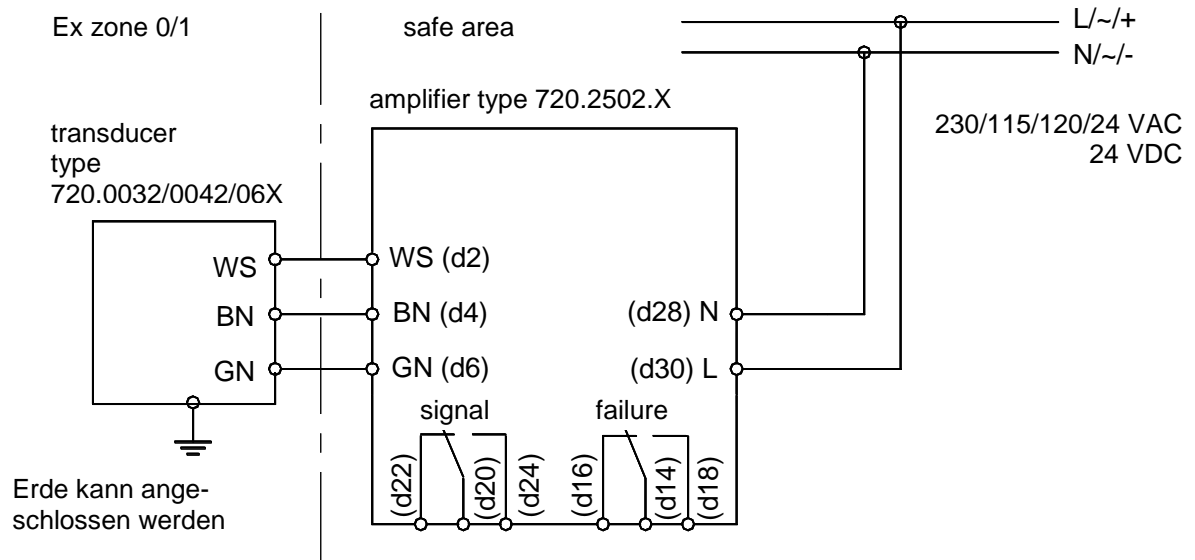 Ex zone 0/1
safe area
L/~/+
N/~/-
amplifier type 720.2502.X
230/115/120/24 VAC
24 VDC
transducer
type
720.0032/0042/06X
WS
WS (d2)
BN
BN (d4)
(d28) N
GN
GN (d6)
(d30) L
signal
failure
(d22)
(d20)
(d24)
(d16)
(d14)
(d18)
Erde kann ange-
schlossen werden